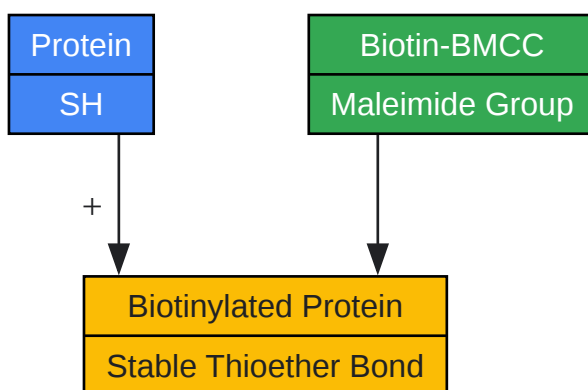 Protein
SH
Biotin-BMCC
Maleimide Group
+
Biotinylated Protein
Stable Thioether Bond